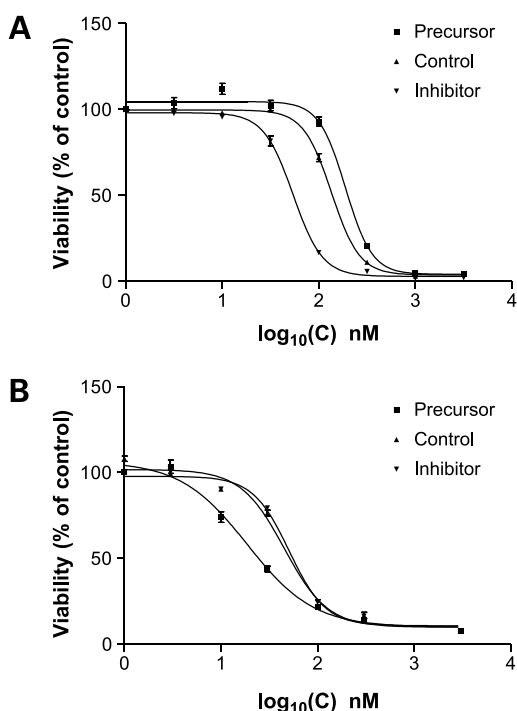 A
Viability (% of control)
150
100
50
0
0 1 2 3 4
log₁₀(C) nM
Precursor
Control
Inhibitor
B
Viability (% of control)
150
100
50
0
0 1 2 3 4
log₁₀(C) nM
Precursor
Control
Inhibitor